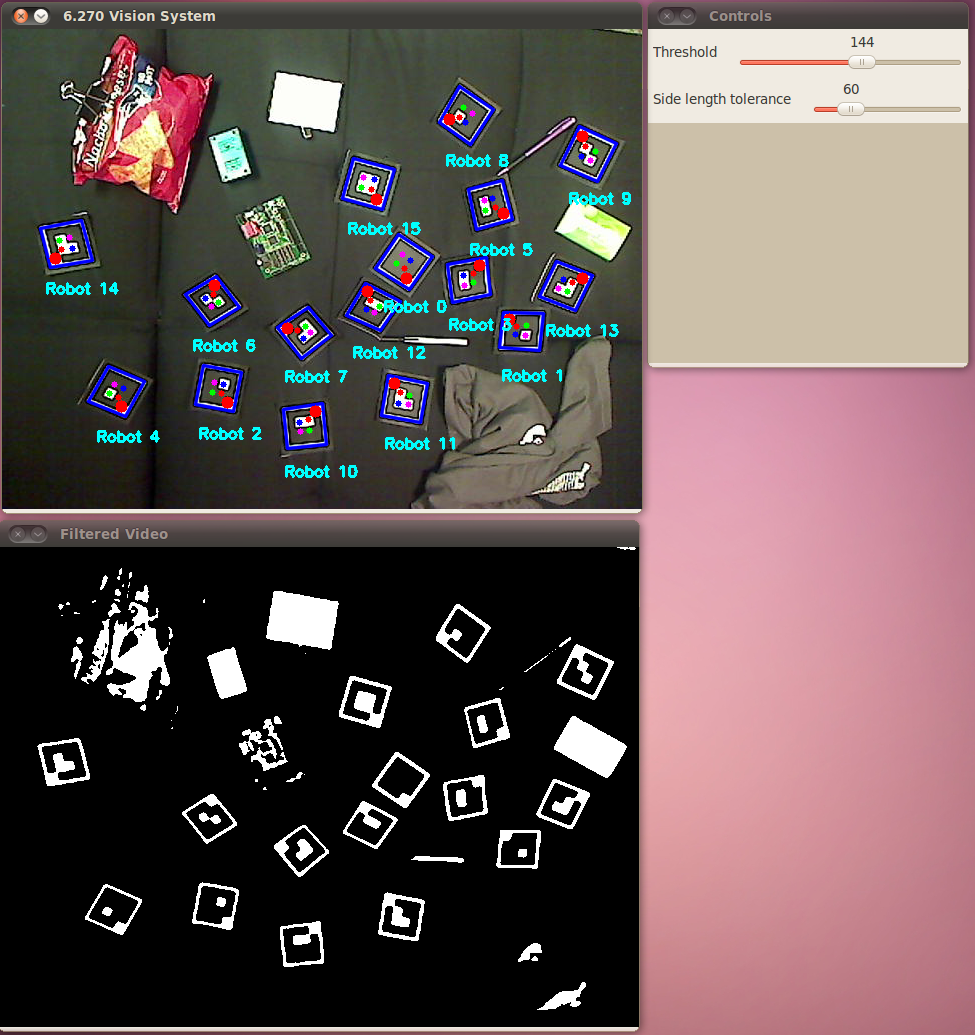 6.270 Vision System
Controls
Threshold
144
Side length tolerance
60
Nacho Cheese
Robot 8
Robot 9
Robot 15
Robot 5
Robot 14
Robot 0
Robot 3
Robot 13
Robot 6
Robot 12
Robot 7
Robot 1
Robot 4
Robot 2
Robot 11
Robot 10
Filtered Video